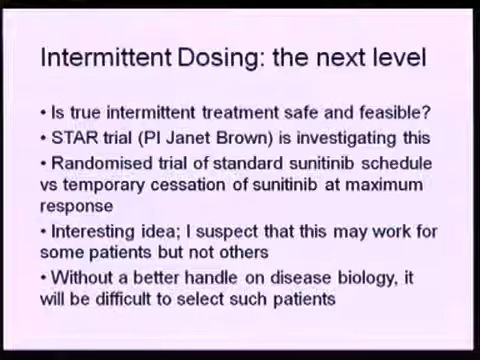 Intermittent Dosing: the next level
• Is true intermittent treatment safe and feasible?
• STAR trial (PI Janet Brown) is investigating this
• Randomised trial of standard sunitinib schedule
vs temporary cessation of sunitinib at maximum
response
• Interesting idea; I suspect that this may work for
some patients but not others
• Without a better handle on disease biology, it
will be difficult to select such patients